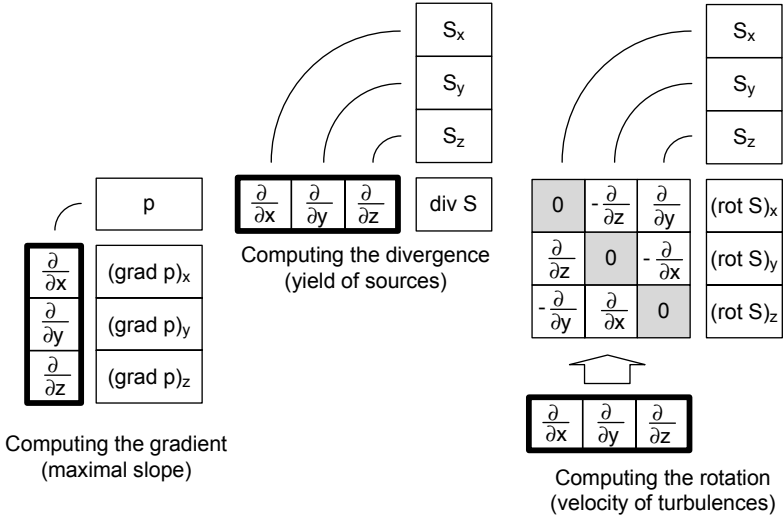 p
∂/∂x (grad p)x
∂/∂y (grad p)y
∂/∂z (grad p)z
Computing the gradient
(maximal slope)
Sx
Sy
Sz
∂/∂x ∂/∂y ∂/∂z div S
Computing the divergence
(yield of sources)
Sx
Sy
Sz
0 -∂/∂z ∂/∂y (rot S)x
∂/∂z 0 -∂/∂x (rot S)y
-∂/∂y ∂/∂x 0 (rot S)z
∂/∂x ∂/∂y ∂/∂z
Computing the rotation
(velocity of turbulences)